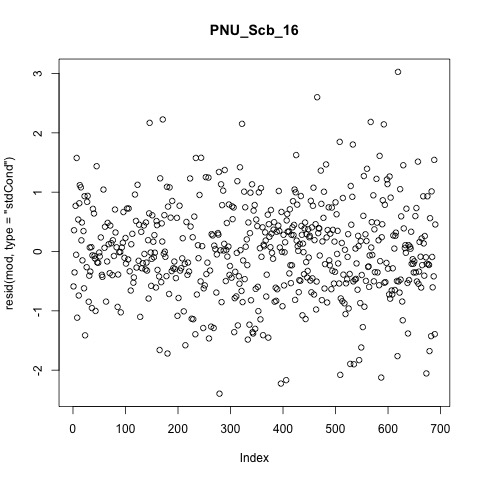 PNU_Scb_16
resid(mod, type = "stdCond")
3
2
1
0
-1
-2
0 100 200 300 400 500 600 700
Index